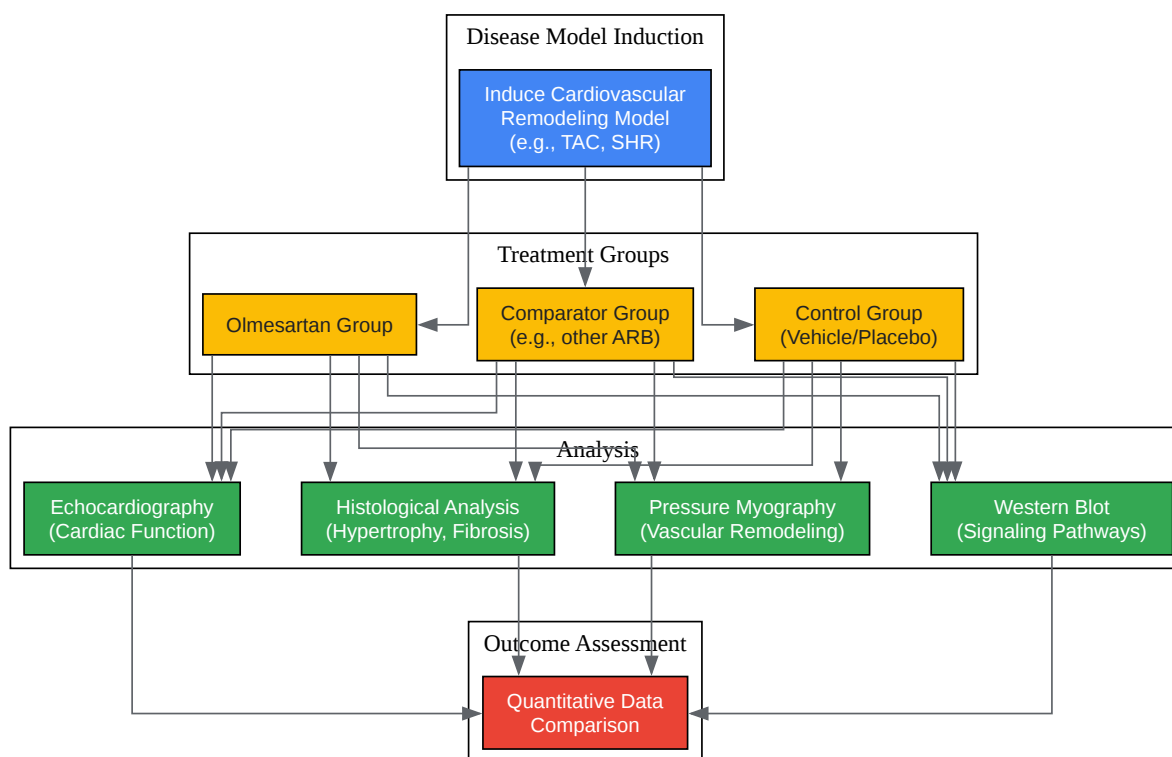 Disease Model Induction
Induce Cardiovascular
Remodeling Model
(e.g., TAC, SHR)
Treatment Groups
Olmesartan Group
Comparator Group
(e.g., other ARB)
Control Group
(Vehicle/Placebo)
Analysis
Echocardiography
(Cardiac Function)
Histological Analysis
(Hypertrophy, Fibrosis)
Pressure Myography
(Vascular Remodeling)
Western Blot
(Signaling Pathways)
Outcome Assessment
Quantitative Data
Comparison